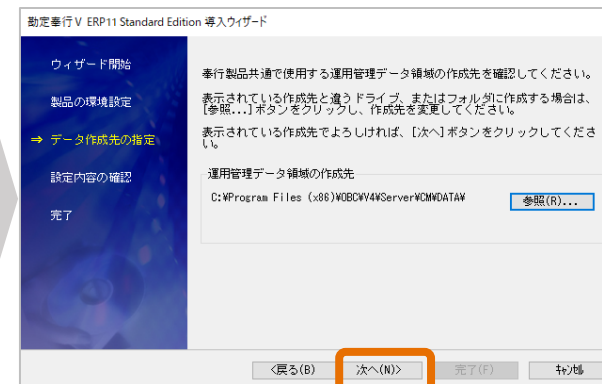 勘定奉行Ⅴ ERP11 Standard Edition 導入ウィザード
ウィザード開始
製品の環境設定
⇒ データ作成先の指定
設定内容の確認
完了
奉行製品共通で使用する運用管理データ領域の作成先を確認してください。
表示されている作成先と違うドライブ、またはフォルダに作成する場合は、
[参照...]ボタンをクリックし、作成先を変更してください。
表示されている作成先でよろしければ、[次へ]ボタンをクリックしてくださ
い。
運用管理データ領域の作成先
C:¥Program Files (x86)¥OBC¥V4¥Server¥CM¥DATA¥
参照(R)...
<戻る(B)
次へ(N)>
完了(F)
キャンセル